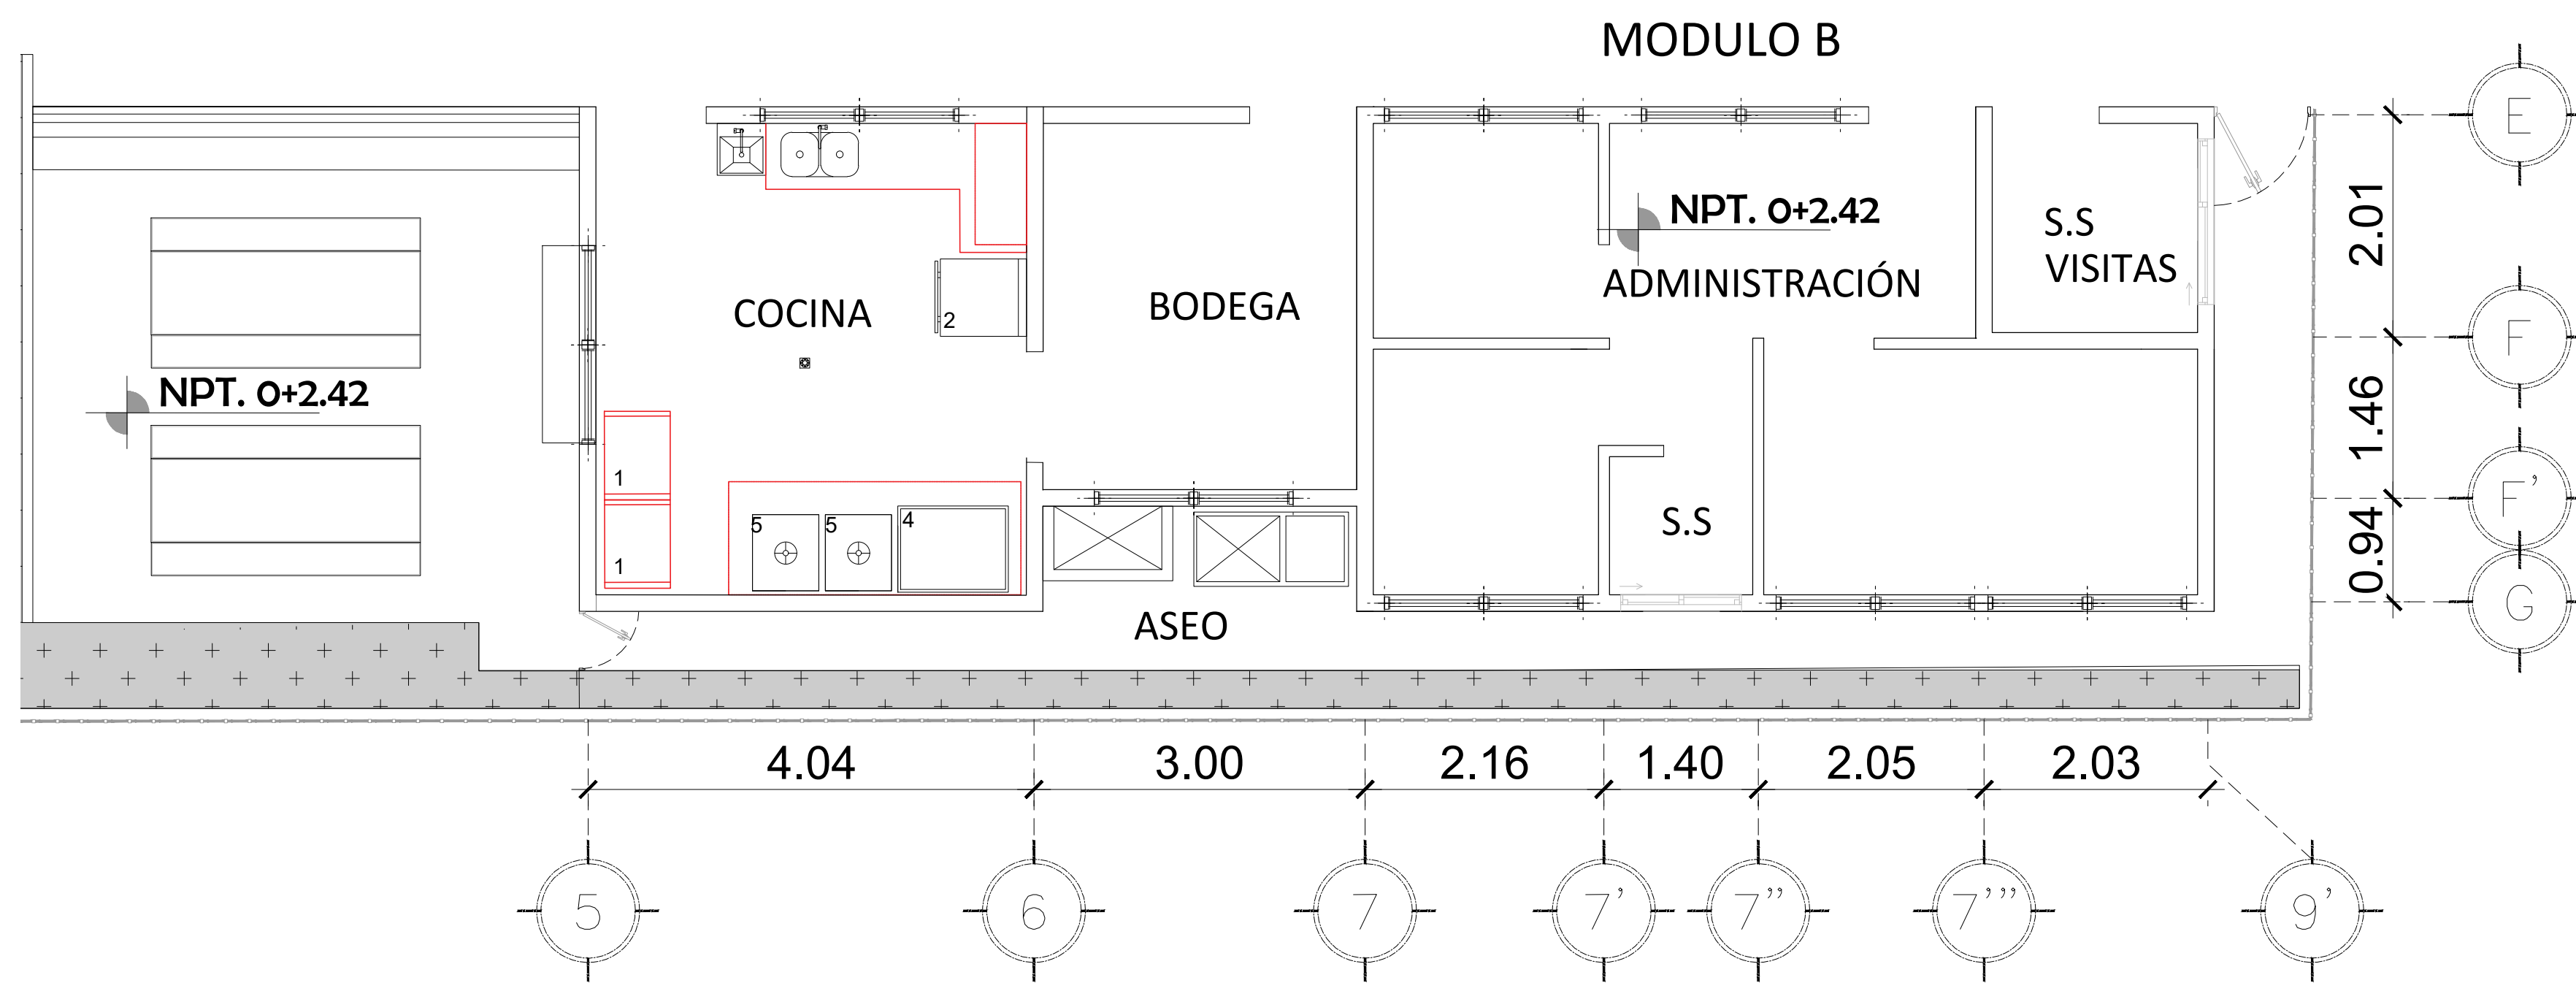 MODULO B
E
NPT. 0+2.42
2.01
S.S
VISITAS
ADMINISTRACIÓN
COCINA
BODEGA
2
F
NPT. 0+2.42
1.46
1
F'
5
5
4
S.S
0.94
1
G
ASEO
4.04
3.00
2.16
1.40
2.05
2.03
5
6
7
7'
7''
7'''
9'